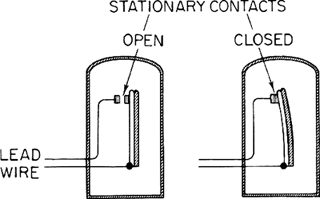 STATIONARY CONTACTS
OPEN
CLOSED
LEAD
WIRE